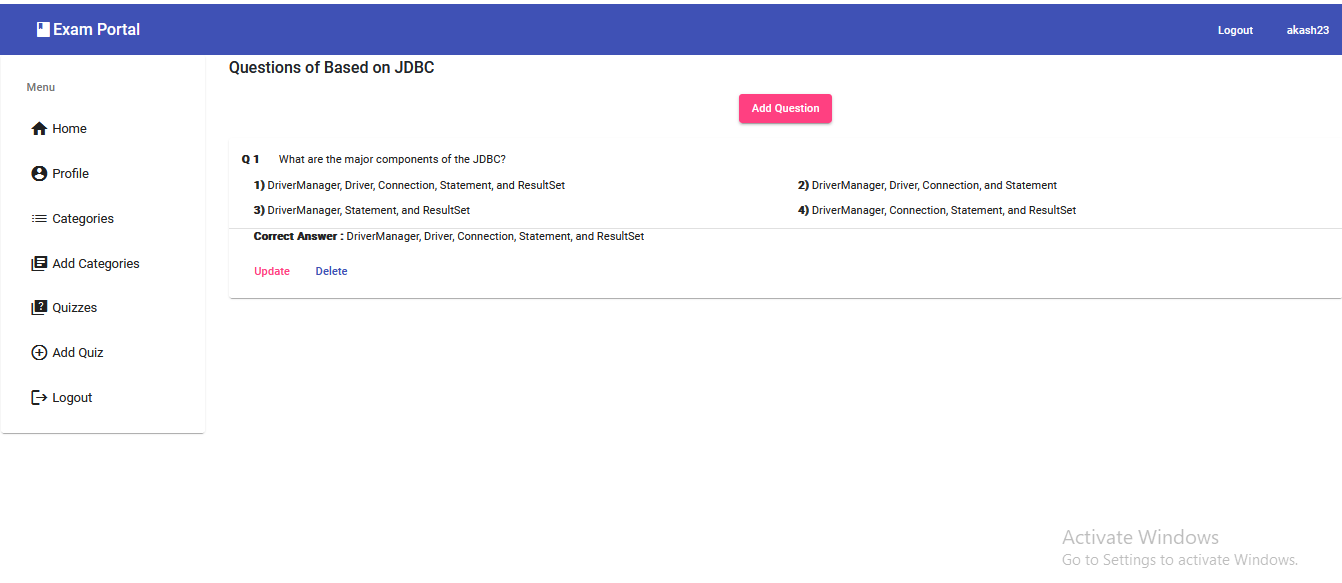 Exam Portal
Logout akash23
Menu
Home
Profile
Categories
Add Categories
Quizzes
Add Quiz
Logout
Questions of Based on JDBC
Add Question
Q 1 What are the major components of the JDBC?
1) DriverManager, Driver, Connection, Statement, and ResultSet 2) DriverManager, Driver, Connection, and Statement
3) DriverManager, Statement, and ResultSet 4) DriverManager, Connection, Statement, and ResultSet
Correct Answer : DriverManager, Driver, Connection, Statement, and ResultSet
Update Delete
Activate Windows
Go to Settings to activate Windows.